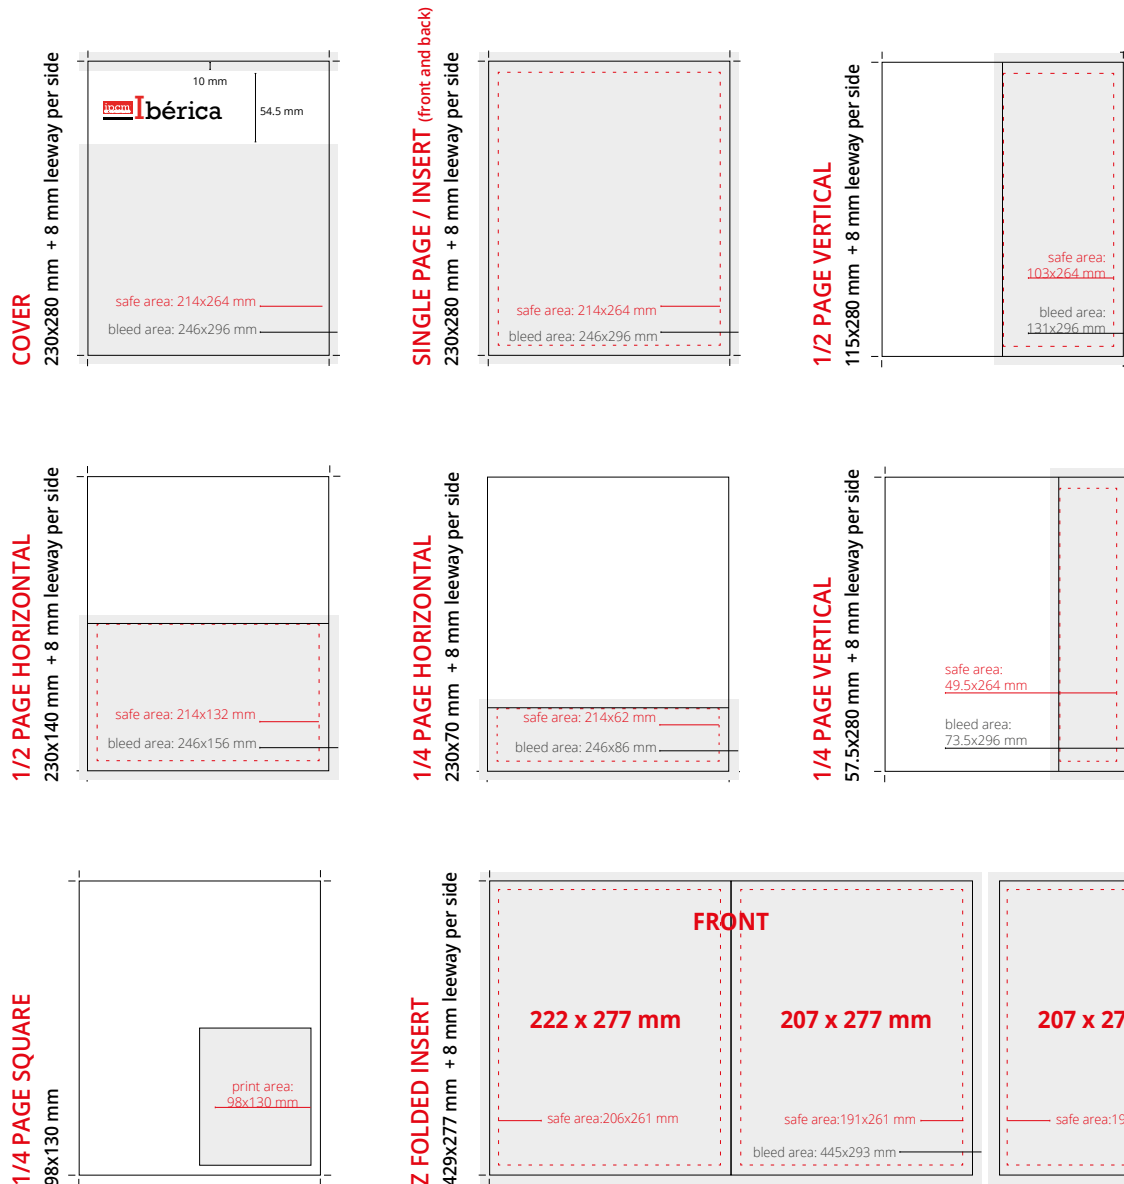 COVER
230x280 mm + 8 mm leeway per side
10 mm
ipcm Ibérica
54.5 mm
safe area: 214x264 mm
bleed area: 246x296 mm
SINGLE PAGE / INSERT (front and back)
230x280 mm + 8 mm leeway per side
safe area: 214x264 mm
bleed area: 246x296 mm
1/2 PAGE VERTICAL
115x280 mm + 8 mm leeway per side
safe area:
103x264 mm
bleed area:
131x296 mm
1/2 PAGE HORIZONTAL
230x140 mm + 8 mm leeway per side
safe area: 214x132 mm
bleed area: 246x156 mm
1/4 PAGE HORIZONTAL
230x70 mm + 8 mm leeway per side
safe area: 214x62 mm
bleed area: 246x86 mm
1/4 PAGE VERTICAL
57.5x280 mm + 8 mm leeway per side
safe area:
49.5x264 mm
bleed area:
73.5x296 mm
1/4 PAGE SQUARE
98x130 mm
print area:
98x130 mm
Z FOLDED INSERT
429x277 mm + 8 mm leeway per side
FRONT
222 x 277 mm
207 x 277 mm
207 x 27
safe area:206x261 mm
safe area:191x261 mm
safe area:19
bleed area: 445x293 mm